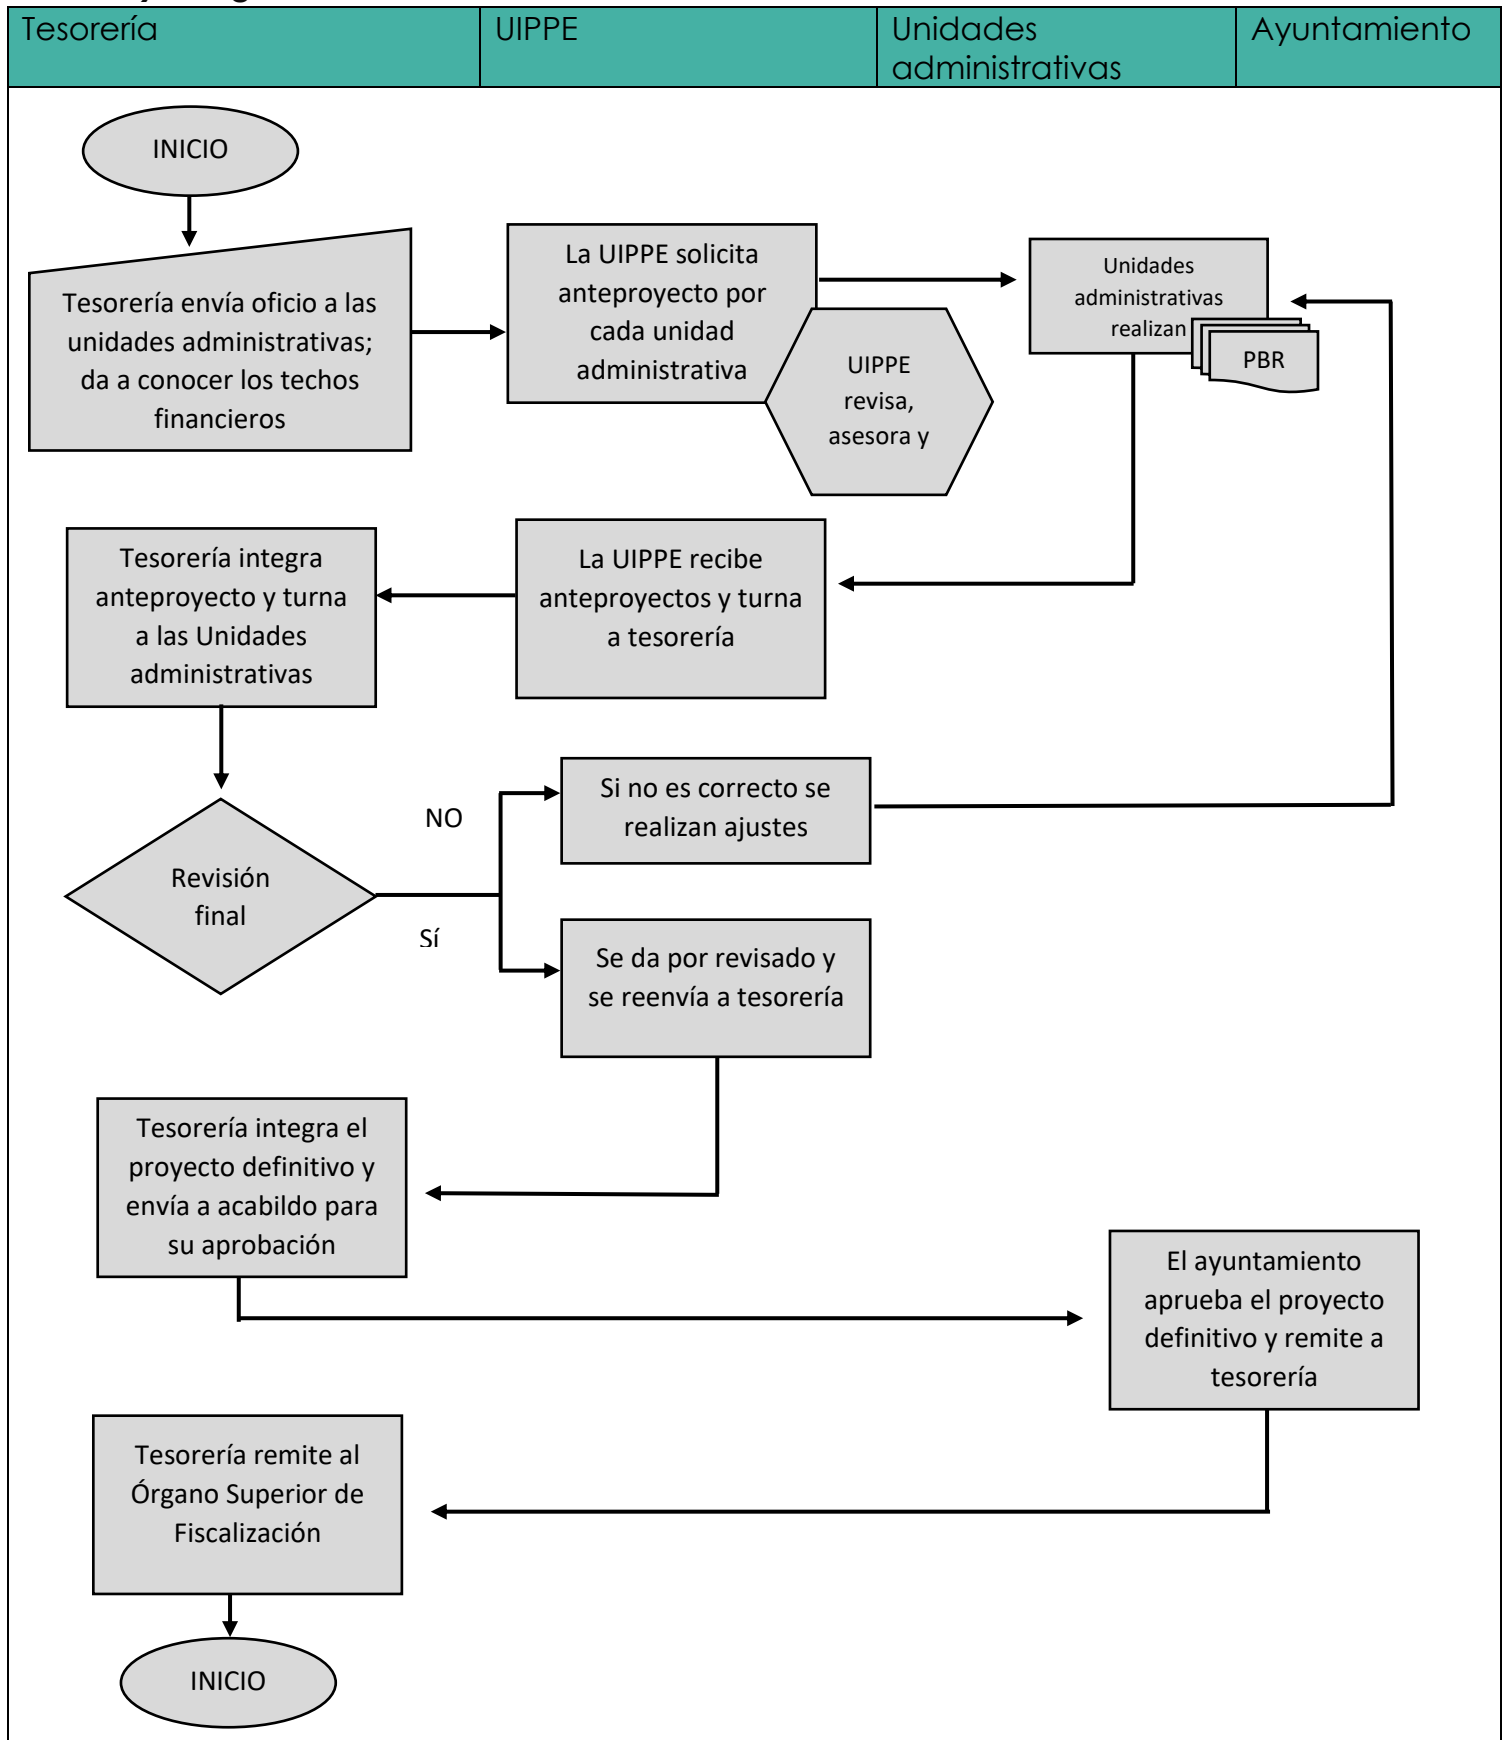 Tesorería
UIPPE
Unidades
administrativas
Ayuntamiento
INICIO
Tesorería envía oficio a las
unidades administrativas;
da a conocer los techos
financieros
La UIPPE solicita
anteproyecto por
cada unidad
administrativa
UIPPE
revisa,
asesora y
Unidades
administrativas
realizan
PBR
Tesorería integra
anteproyecto y turna
a las Unidades
administrativas
La UIPPE recibe
anteproyectos y turna
a tesorería
Revisión
final
NO
Sí
Si no es correcto se
realizan ajustes
Se da por revisado y
se reenvía a tesorería
Tesorería integra el
proyecto definitivo y
envía a acabildo para
su aprobación
El ayuntamiento
aprueba el proyecto
definitivo y remite a
tesorería
Tesorería remite al
Órgano Superior de
Fiscalización
INICIO